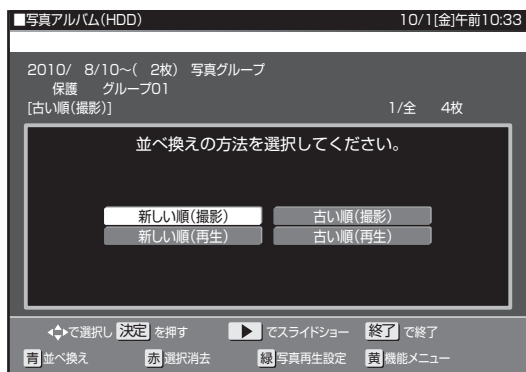 ■写真アルバム(HDD) 10/1[金]午前10:33
2010/ 8/10～( 2枚) 写真グループ
保護 グループ01
[古い順(撮影)] 1/全 4枚
並べ換えの方法を選択してください。
新しい順(撮影) 古い順(撮影)
新しい順(再生) 古い順(再生)
で選択し 決定 を押す ▶ でスライドショー 終了 で終了
青 並べ換え 赤 選択消去 緑 写真再生設定 黄 機能メニュー